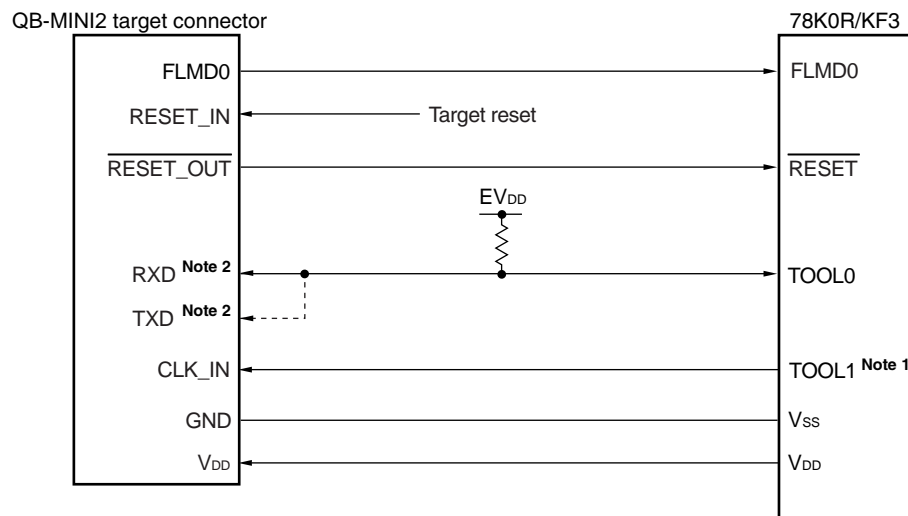 QB-MINI2 target connector
78K0R/KF3
FLMD0
FLMD0
RESET_IN
Target reset
RESET_OUT
RESET
EVDD
RXD Note 2
TOOL0
TXD Note 2
CLK_IN
TOOL1 Note 1
GND
VSS
VDD
VDD